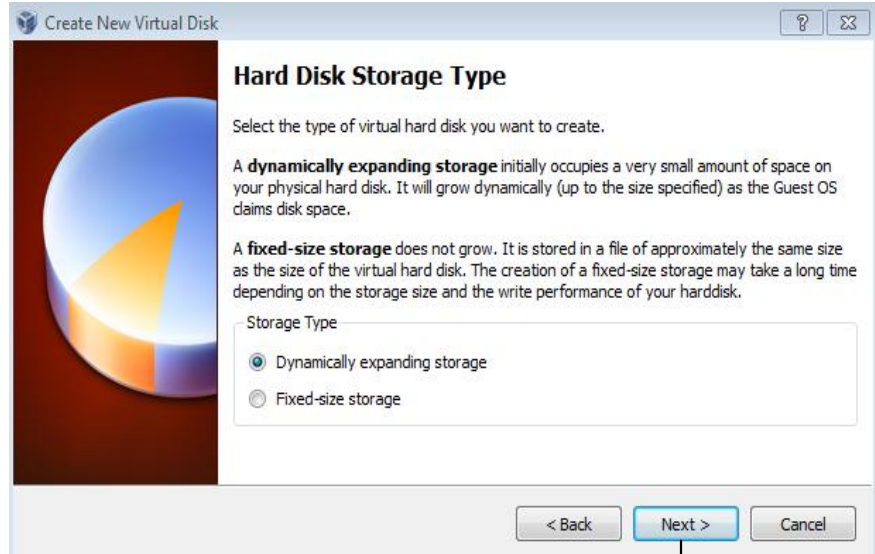 Create New Virtual Disk
Hard Disk Storage Type
Select the type of virtual hard disk you want to create.
A dynamically expanding storage initially occupies a very small amount of space on
your physical hard disk. It will grow dynamically (up to the size specified) as the Guest OS
claims disk space.
A fixed-size storage does not grow. It is stored in a file of approximately the same size
as the size of the virtual hard disk. The creation of a fixed-size storage may take a long time
depending on the storage size and the write performance of your harddisk.
Storage Type
Dynamically expanding storage
Fixed-size storage
< Back Next > Cancel